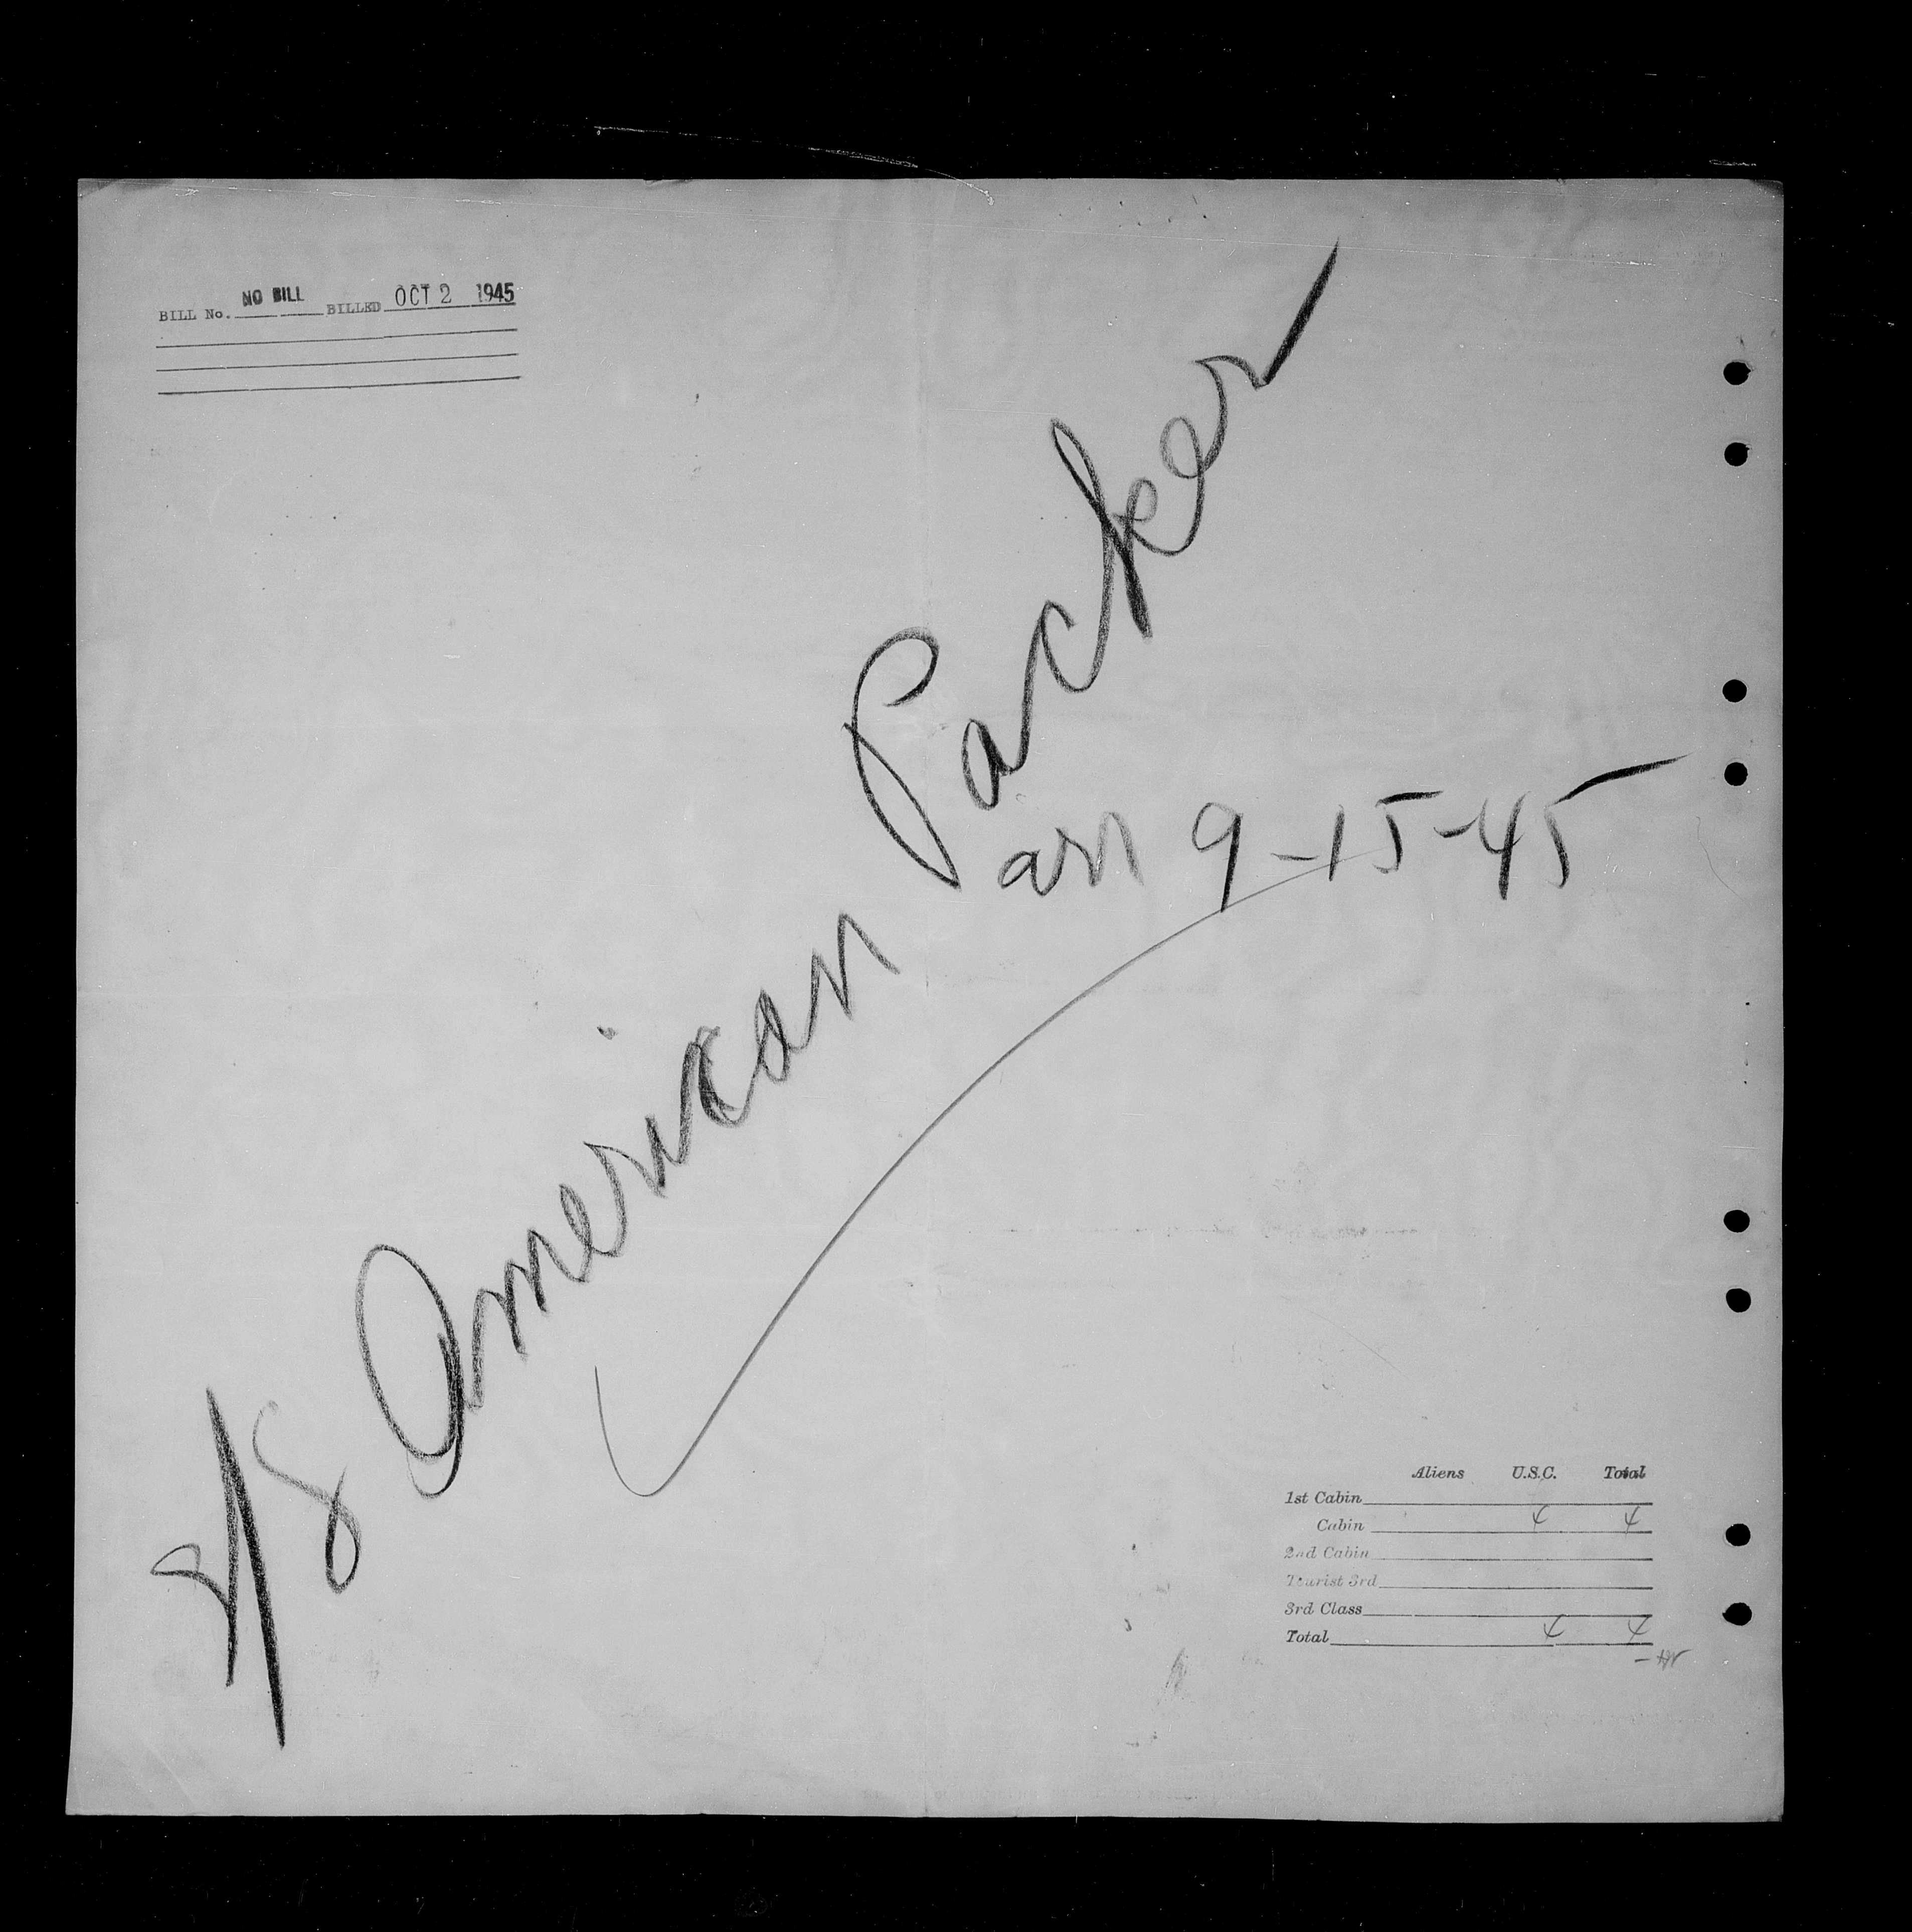 BILL No. NO BILL BILLED OCT 2 1945
S/S American Packer
arr 9-15-45
Aliens U.S.C. Total
1st Cabin
Cabin 4 4
2nd Cabin
Tourist 3rd
3rd Class
Total 4 4